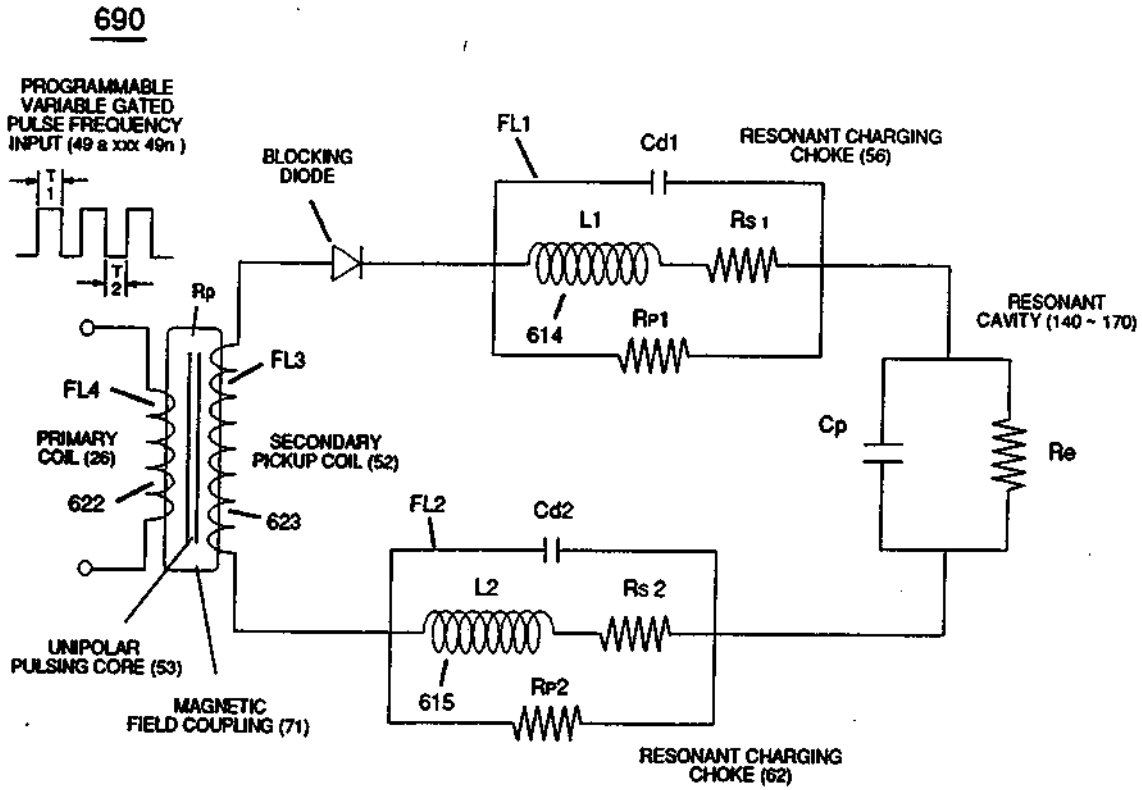 690
PROGRAMMABLE
VARIABLE GATED
PULSE FREQUENCY
INPUT (49 a xxx 49n )
T
1
T
2
BLOCKING
DIODE
FL1
Cd1
RESONANT CHARGING
CHOKE (56)
L1
Rs 1
614
Rp1
RESONANT
CAVITY (140 ~ 170)
Rp
FL4
FL3
PRIMARY
COIL (26)
SECONDARY
PICKUP COIL (52)
622
623
Cp
Re
FL2
Cd2
L2
Rs 2
615
Rp2
UNIPOLAR
PULSING CORE (53)
MAGNETIC
FIELD COUPLING (71)
RESONANT CHARGING
CHOKE (62)